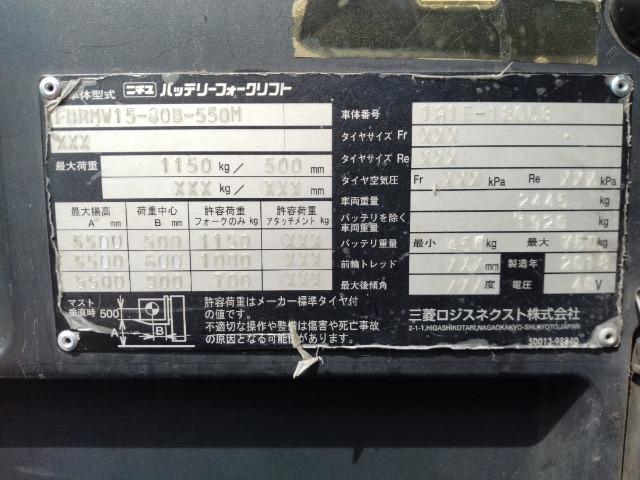 車体型式 ニチユ バッテリーフォークリフト
FBRMW15-80B-550M
XXX
最大荷重 1150 kg/ 500 mm
XXX kg/ XXX mm
最大揚高 A mm 荷重中心 B mm 許容荷重 フォークのみ kg 許容荷重 アタッチメント kg
5500 500 1150 XXX
5500 600 1000 XXX
5500 XXX
マスト垂直時 500 A B
許容荷重はメーカー標準タイヤ付の値です。
不適切な操作や整備は傷害や死亡事故
の原因となる可能性があります。
車体番号
タイヤサイズ Fr XXX
タイヤサイズ Re XXX
タイヤ空気圧 Fr XXX kPa Re XXX kPa
車両重量 2445 kg
バッテリを除く車両重量 kg
バッテリ重量 最小 kg 最大 kg
前輪トレッド XXX mm 製造年
最大後傾角 XXX 度 電圧 48 V
三菱ロジスネクスト株式会社
2-1-1,HIGASHIKOTARI,NAGAOKAKYO-SHI,KYOTO,JAPAN
50013-98840